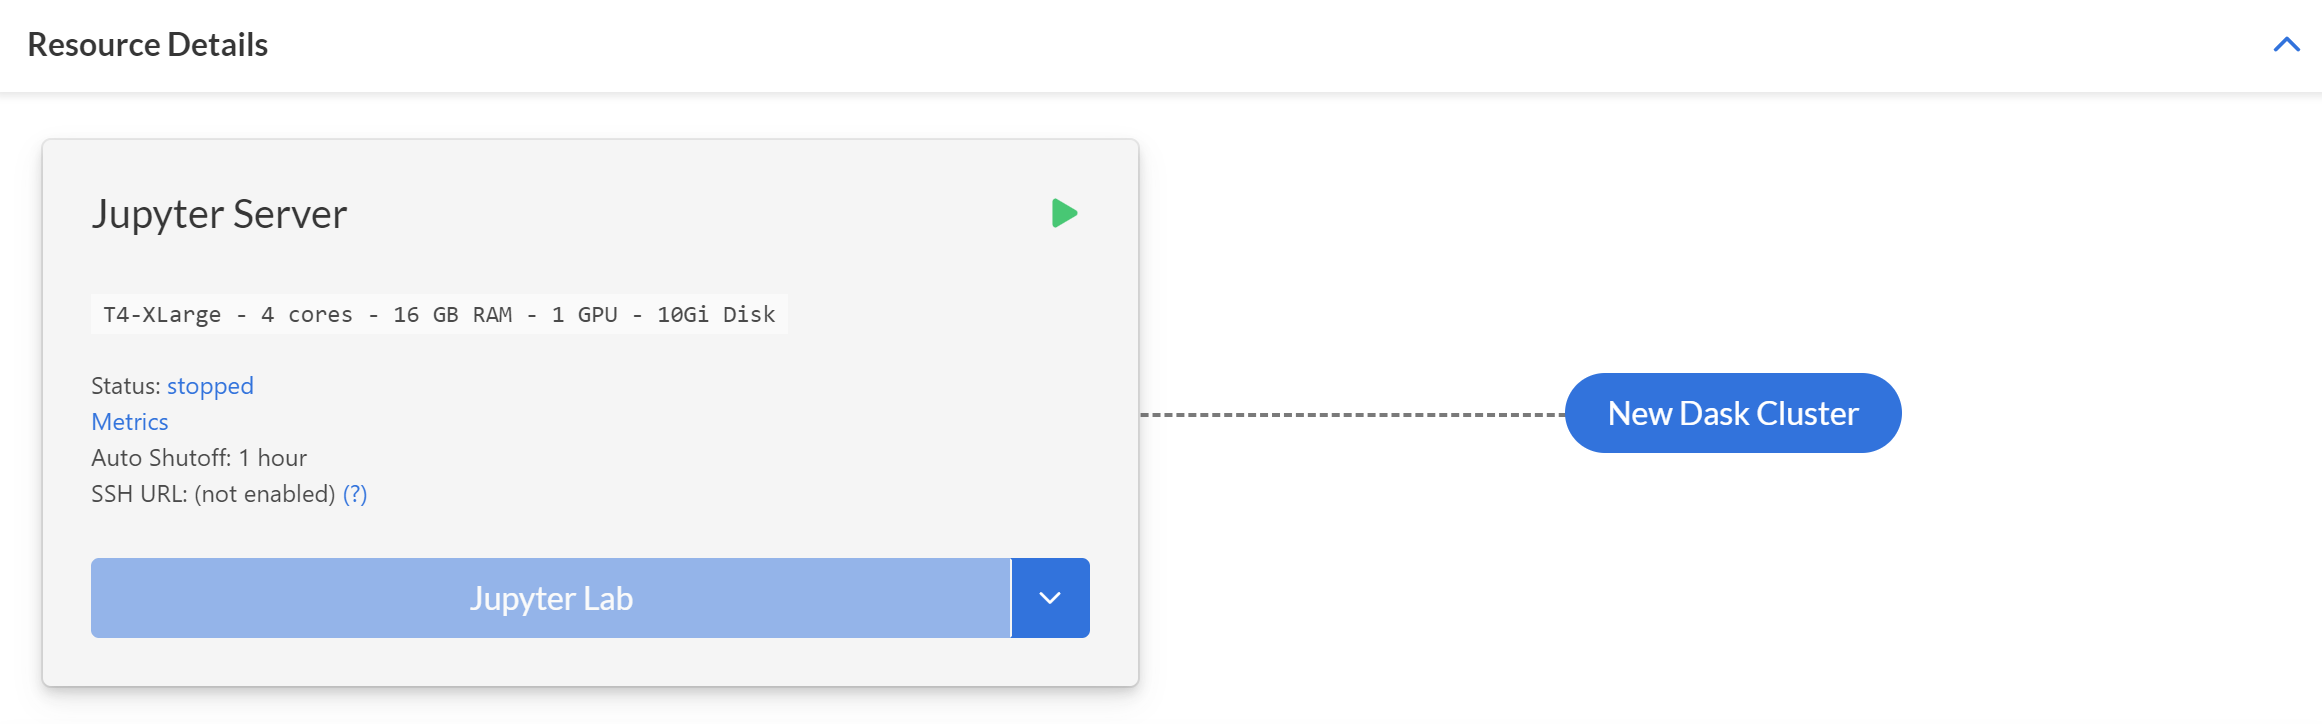 Resource Details
Jupyter Server
T4-XLarge - 4 cores - 16 GB RAM - 1 GPU - 10Gi Disk
Status: stopped
Metrics
Auto Shutoff: 1 hour
SSH URL: (not enabled) (?)
New Dask Cluster
Jupyter Lab